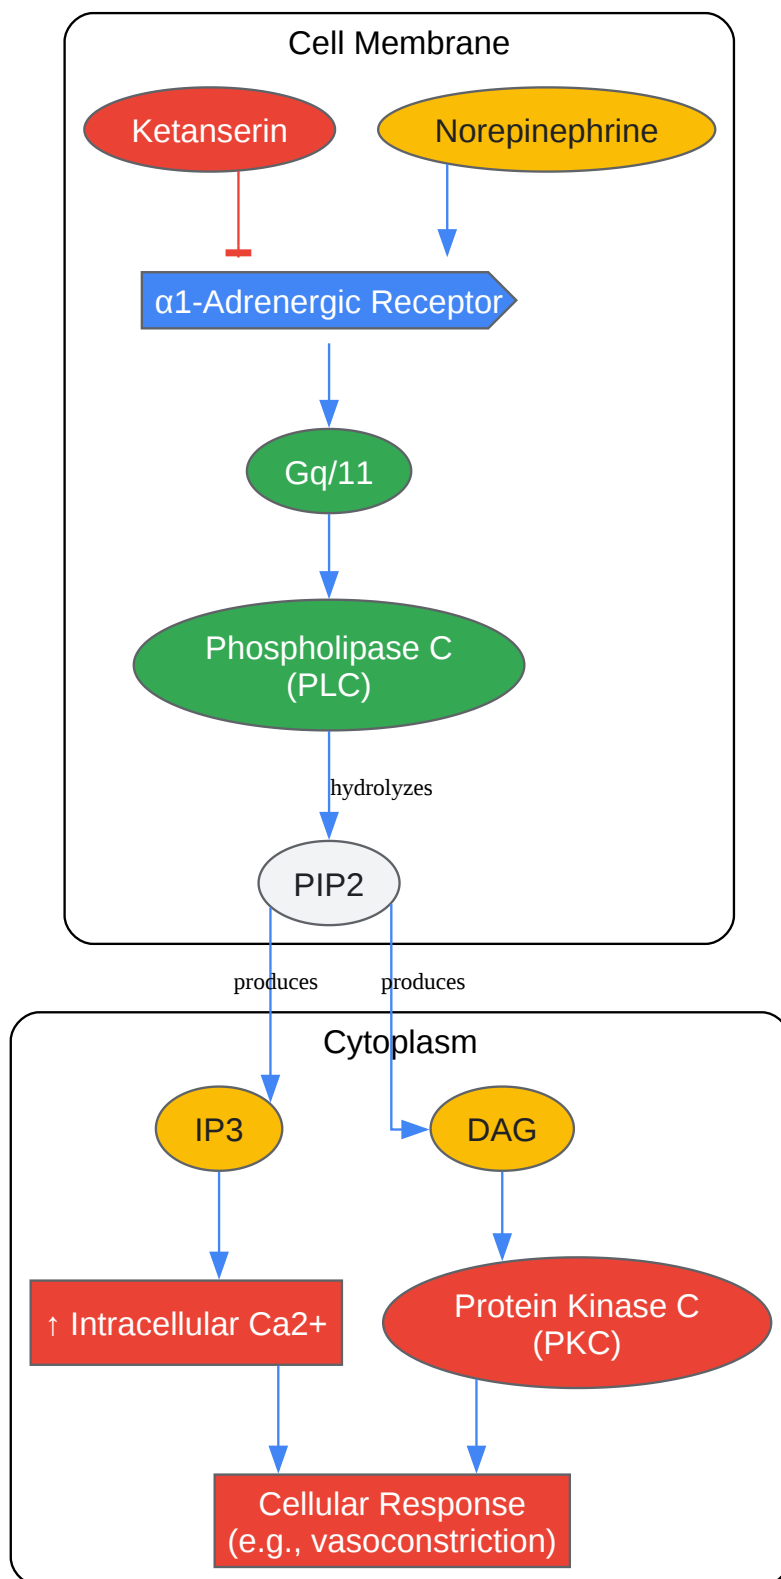 Cell Membrane
Ketanserin
Norepinephrine
α1-Adrenergic Receptor
Gq/11
Phospholipase C
(PLC)
hydrolyzes
PIP2
produces
produces
Cytoplasm
IP3
DAG
↑ Intracellular Ca2+
Protein Kinase C
(PKC)
Cellular Response
(e.g., vasoconstriction)